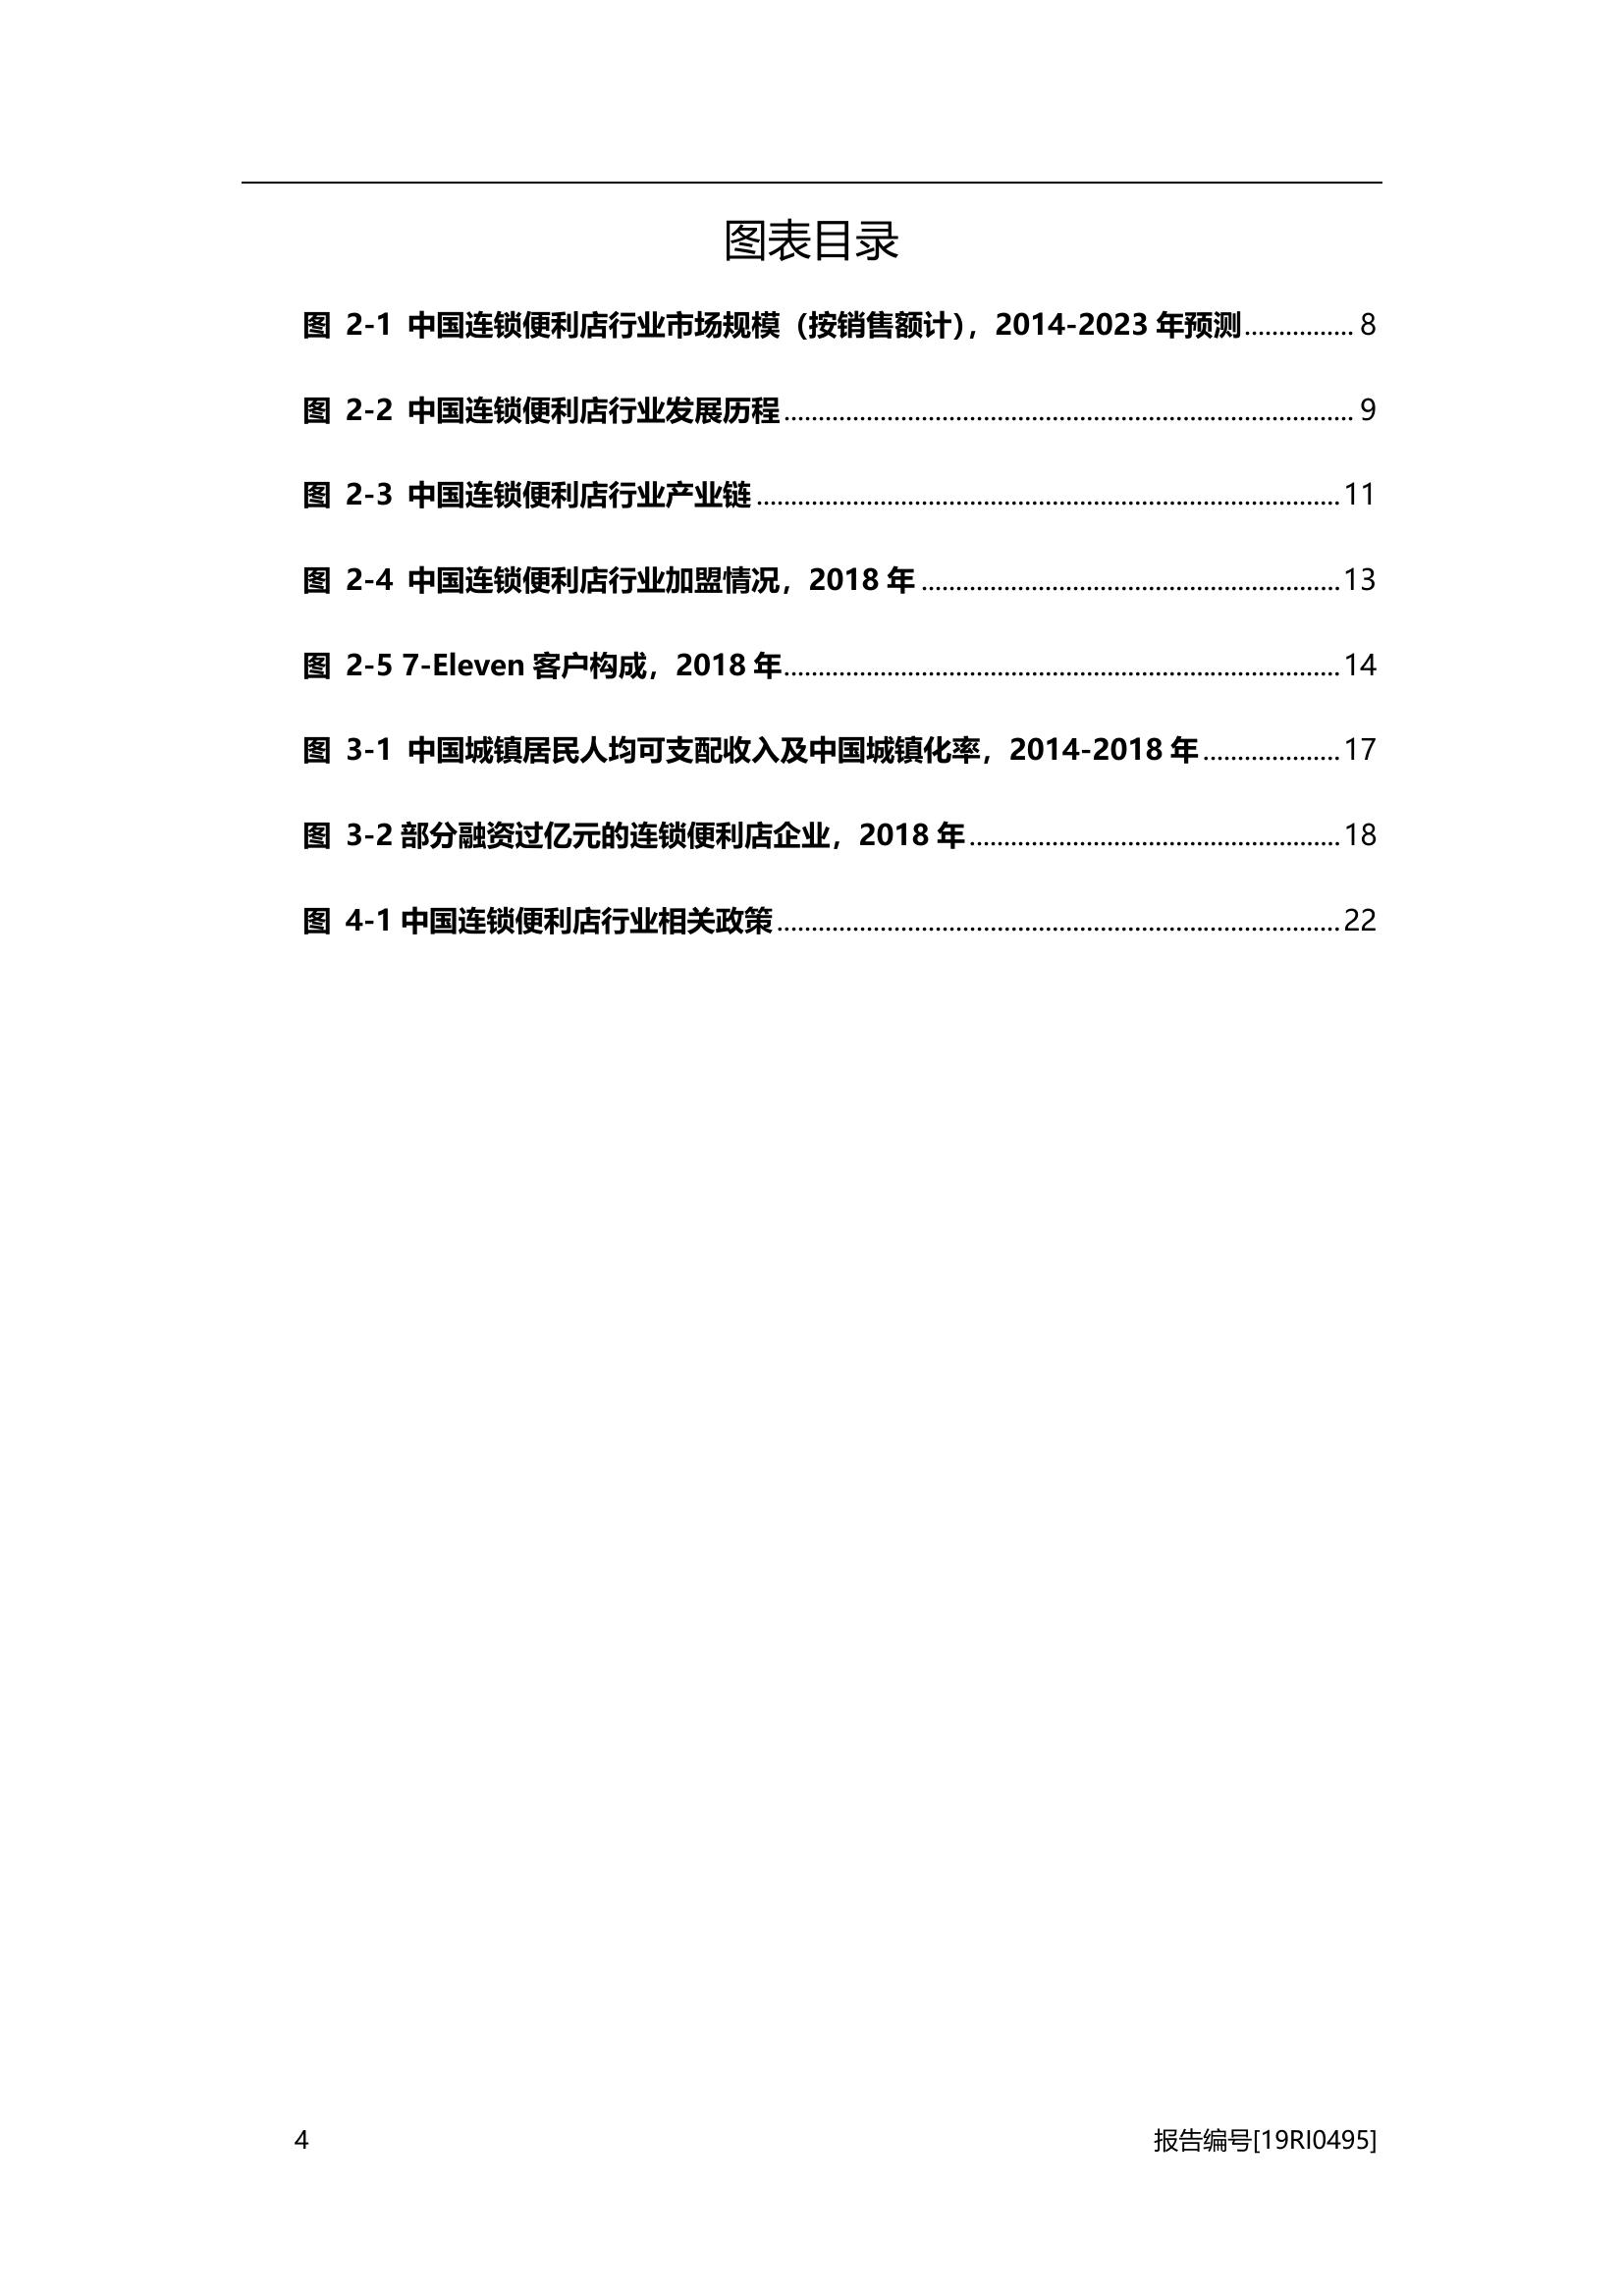 图表目录
图 2-1 中国连锁便利店行业市场规模（按销售额计），2014-2023 年预测................ 8
图 2-2 中国连锁便利店行业发展历程.................................................................................... 9
图 2-3 中国连锁便利店行业产业链...................................................................................... 11
图 2-4 中国连锁便利店行业加盟情况，2018 年.............................................................. 13
图 2-5 7-Eleven 客户构成，2018 年.................................................................................. 14
图 3-1 中国城镇居民人均可支配收入及中国城镇化率，2014-2018 年.................... 17
图 3-2 部分融资过亿元的连锁便利店企业，2018 年....................................................... 18
图 4-1 中国连锁便利店行业相关政策................................................................................... 22
4 报告编号[19RI0495]